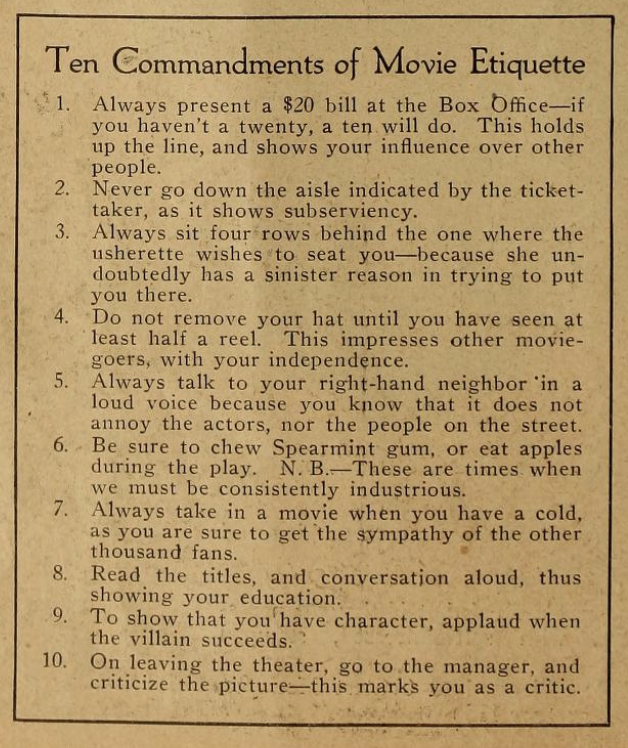 Ten Commandments of Movie Etiquette
1. Always present a $20 bill at the Box Office—if
you haven't a twenty, a ten will do. This holds
up the line, and shows your influence over other
people.
2. Never go down the aisle indicated by the ticket-
taker, as it shows subserviency.
3. Always sit four rows behind the one where the
usherette wishes to seat you—because she un-
doubtedly has a sinister reason in trying to put
you there.
4. Do not remove your hat until you have seen at
least half a reel. This impresses other movie-
goers, with your independence.
5. Always talk to your right-hand neighbor in a
loud voice because you know that it does not
annoy the actors, nor the people on the street.
6. Be sure to chew Spearmint gum, or eat apples
during the play. N. B.—These are times when
we must be consistently industrious.
7. Always take in a movie when you have a cold,
as you are sure to get the sympathy of the other
thousand fans.
8. Read the titles, and conversation aloud, thus
showing your education.
9. To show that you have character, applaud when
the villain succeeds.
10. On leaving the theater, go to the manager, and
criticize the picture—this marks you as a critic.